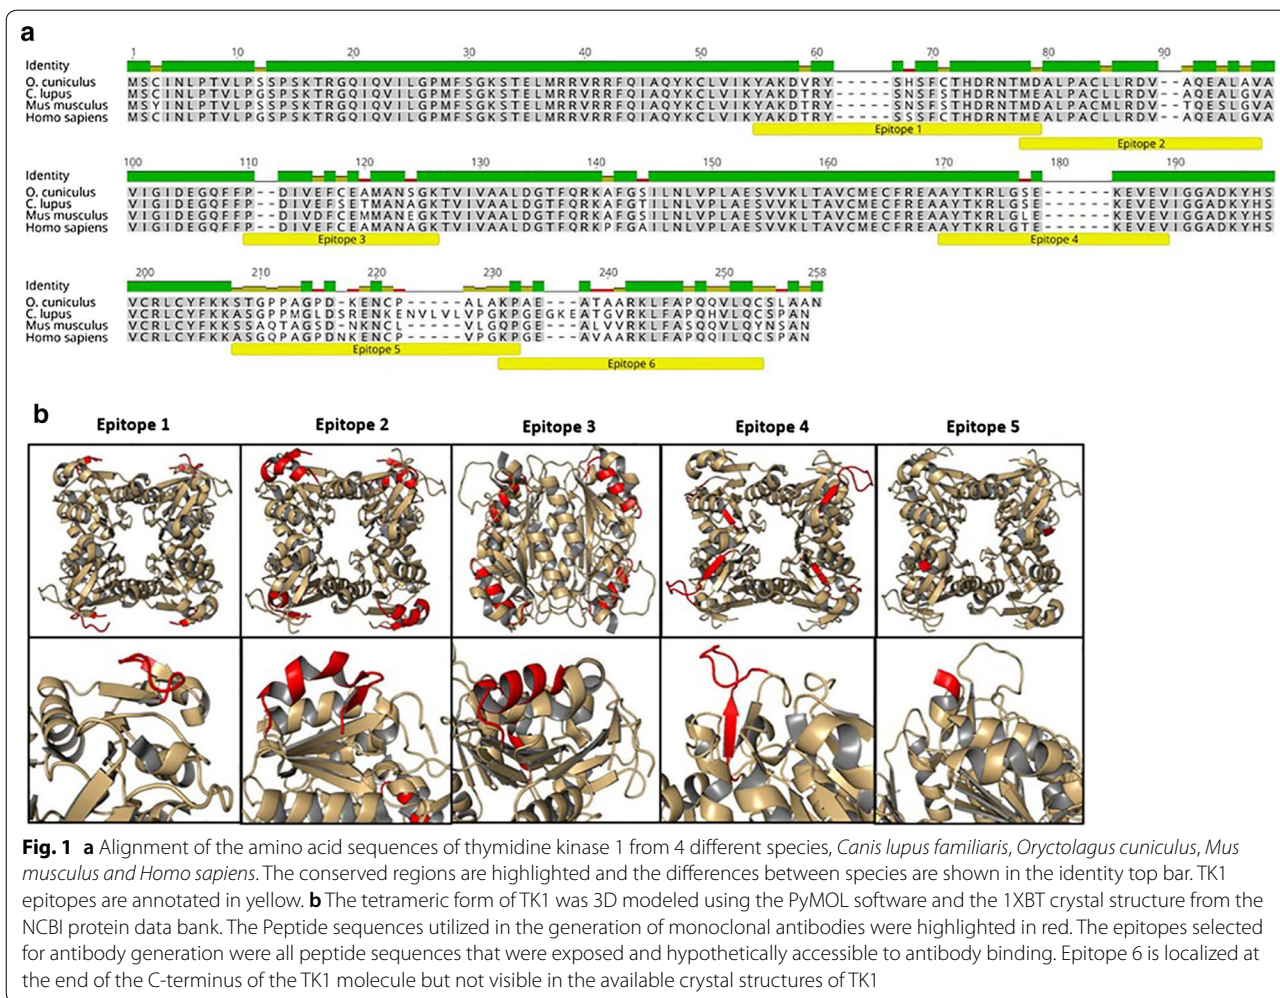 a
1 10 20 30 40 50 60 70 80 90
Identity
O. cuniculus MSCINLPTVLPSSPSKTRGQIQVILGPMFSGKSTELMRRVRRFQIAQYKCLVIKYAKDVRY-----SHSFCTHDRNTMDALPACLLRDV--AQEALAVA
C. lupus MSCINLPTVLPGSPSKTRGQIQVILGPMFSGKSTELMRRVRRFQIAQYKCLVIKYAKDTRY-----SNSFCTHDRNTMEALPACLLRDV--AQEALGVA
Mus musculus MSYINLPTVLPSSPSKTRGQIQVILGPMFSGKSTELMRRVRRFQIAQYKCLVIKYAKDTRY-----SNSFSTHDRNTMDALPACMLRDV--TQESLGVA
Homo sapiens MSCINLPTVLPGSPSKTRGQIQVILGPMFSGKSTELMRRVRRFQIAQYKCLVIKYAKDTRY-----SSSFCTHDRNTMEALPACLLRDV--AQEALGVA
Epitope 1
Epitope 2
100 110 120 130 140 150 160 170 180 190
Identity
O. cuniculus VIGIDEGQFFP--DIVEFCEAMANSGKTVIVAALDGTFQRKAFGSILNLVPLAESVVKLTAVCMECFREAAYTKRLGSE------KEVEVIGGADKYHS
C. lupus VIGIDEGQFFP--DIVEFSETMANAGKTVIVAALDGTFQRKAFGTILNLVPLAESVVKLTAVCMECFREAAYTKRLGSE------KEVEVIGGADKYHS
Mus musculus VIGIDEGQFFP--DIVDFCEMMANEGKTVIVAALDGTFQRKAFGSILNLVPLAESVVKLTAVCMECFREAAYTKRLGLE------KEVEVIGGADKYHS
Homo sapiens VIGIDEGQFFP--DIVEFCEAMANAGKTVIVAALDGTFQRKPFGAILNLVPLAESVVKLTAVCMECFREAAYTKRLGTE------KEVEVIGGADKYHS
Epitope 3 Epitope 4
200 210 220 230 240 250 258
Identity
O. cuniculus VCRLCYFKKSTGPPAGPD-KENCP-----ALAKPAE---ATAARKLFAPQQVLQCSLAAN
C. lupus VCRLCYFKKASGPPMGLDSRENKENVLVLVPGKPGEGKEATGVRKLFAPQHVLQCSPAN
Mus musculus VCRLCYFKKSSAQTAGSDNKNCL-----VLGQPGE---ALVVRKLFAPQQVLQYNSAN
Homo sapiens VCRLCYFKKASGQPAGPDNKENCP-----VPGKPGE---AVAARKLFAPQQILQCSPAN
Epitope 5
Epitope 6
b
Epitope 1 Epitope 2 Epitope 3 Epitope 4 Epitope 5
Fig. 1 a Alignment of the amino acid sequences of thymidine kinase 1 from 4 different species, Canis lupus familiaris, Oryctolagus cuniculus, Mus
musculus and Homo sapiens. The conserved regions are highlighted and the differences between species are shown in the identity top bar. TK1
epitopes are annotated in yellow. b The tetrameric form of TK1 was 3D modeled using the PyMOL software and the 1XBT crystal structure from the
NCBI protein data bank. The Peptide sequences utilized in the generation of monoclonal antibodies were highlighted in red. The epitopes selected
for antibody generation were all peptide sequences that were exposed and hypothetically accessible to antibody binding. Epitope 6 is localized at
the end of the C-terminus of the TK1 molecule but not visible in the available crystal structures of TK1